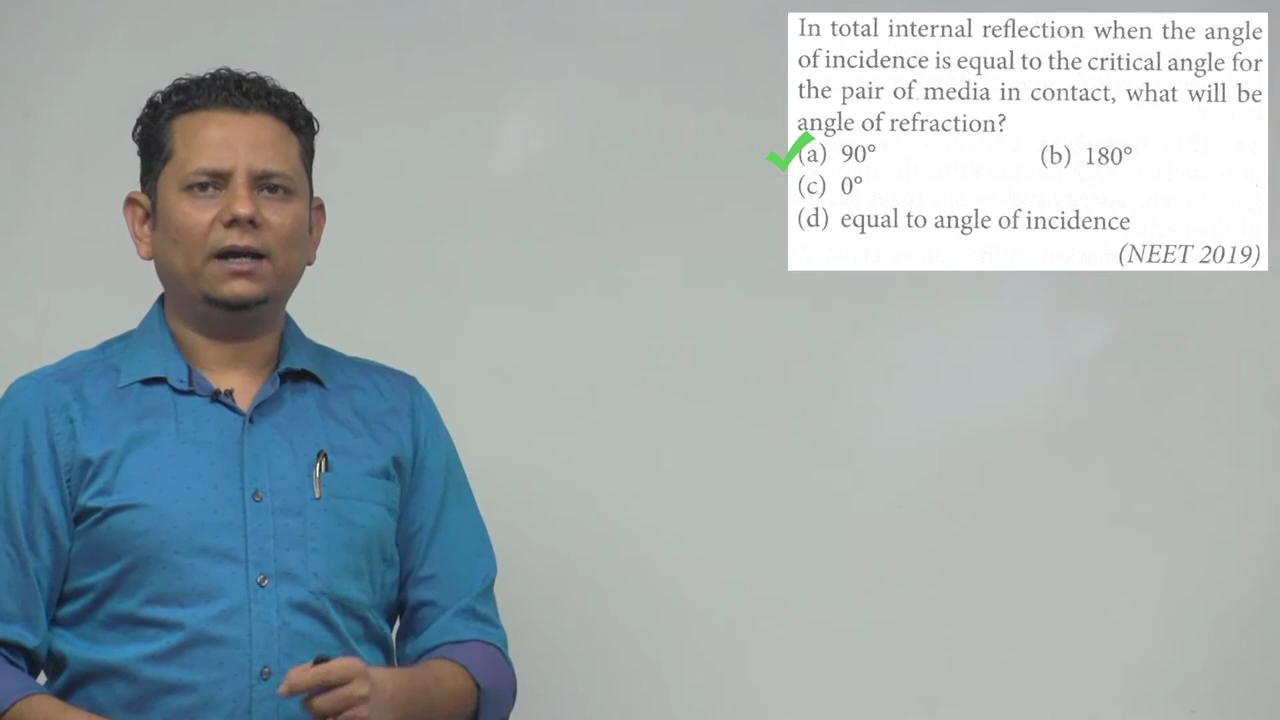 In total internal reflection when the angle
of incidence is equal to the critical angle for
the pair of media in contact, what will be
angle of refraction?
(a) 90° (b) 180°
(c) 0°
(d) equal to angle of incidence
(NEET 2019)